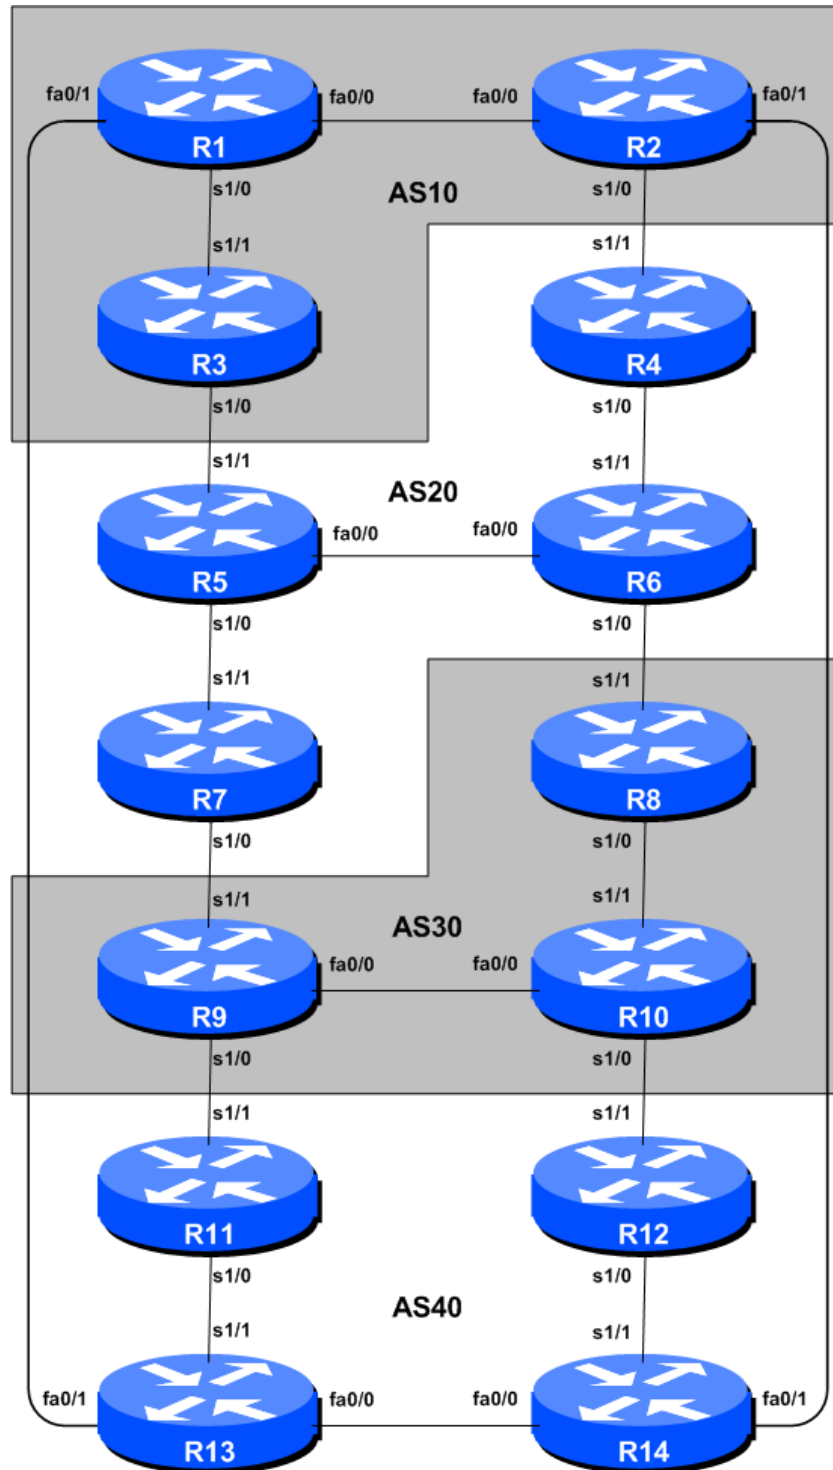 fa0/1 fa0/0 fa0/0 fa0/1
R1 R2
s1/0 AS10 s1/0
s1/1 s1/1
R3 R4
s1/0 s1/0
s1/1 AS20 s1/1
fa0/0 fa0/0
R5 R6
s1/0 s1/0
s1/1 s1/1
R7 R8
s1/0 s1/0
s1/1 AS30 s1/1
fa0/0 fa0/0
R9 R10
s1/0 s1/0
s1/1 s1/1
R11 R12
s1/0 s1/0
AS40
s1/1 s1/1
fa0/1 fa0/0 fa0/0 fa0/1
R13 R14